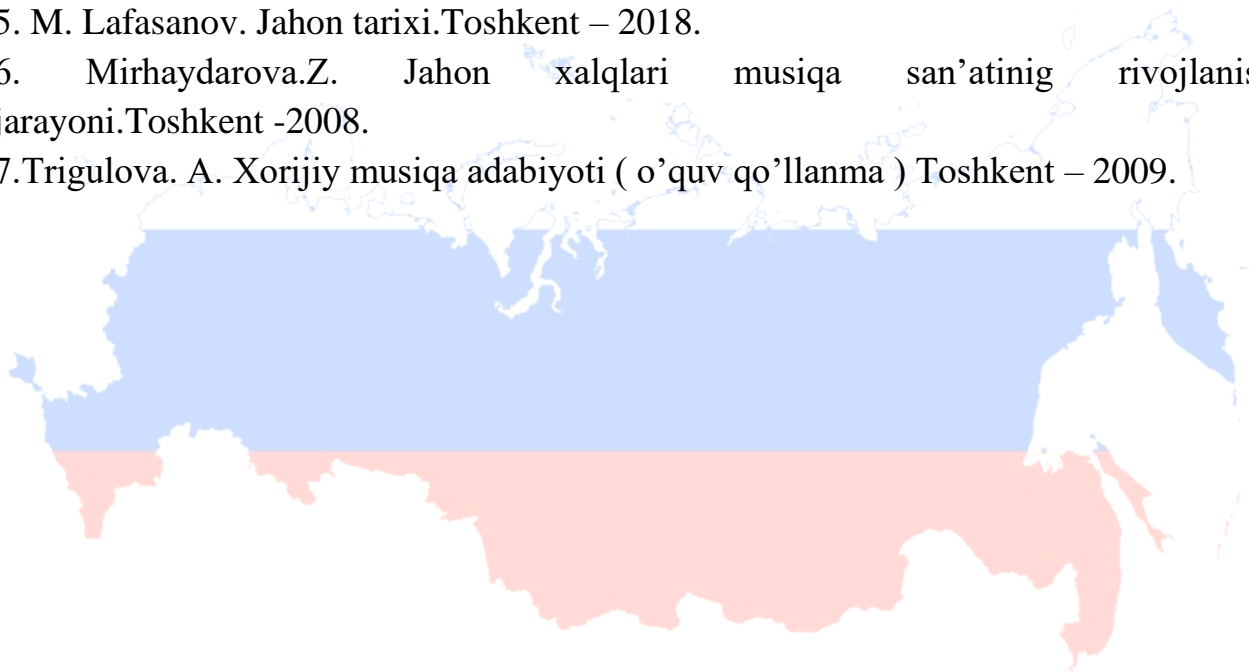 5. M. Lafasanov. Jahon tarixi.Toshkent – 2018.
6. Mirhaydarova.Z. Jahon xalqlari musiqa san’atinig rivojlanis
jarayoni.Toshkent -2008.
7.Trigulova. A. Xorijiy musiqa adabiyoti ( o’quv qo’llanma ) Toshkent – 2009.